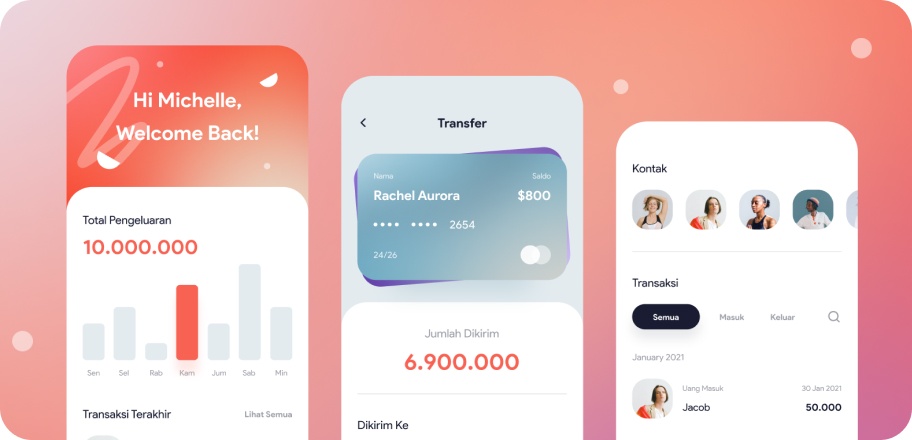 Hi Michelle,
Welcome Back!
Total Pengeluaran
10.000.000
Sen Sel Rab Kam Jum Sab Min
Transaksi Terakhir Lihat Semua
Transfer
Name Saldo
Rachel Aurora $800
•••• •••• 2654
24/26
Jumlah Dikirim
6.900.000
Dikirim Ke
Kontak
Transaksi
Semua Masuk Keluar
January 2021
Uang Masuk 30 Jan 2021
Jacob 50.000